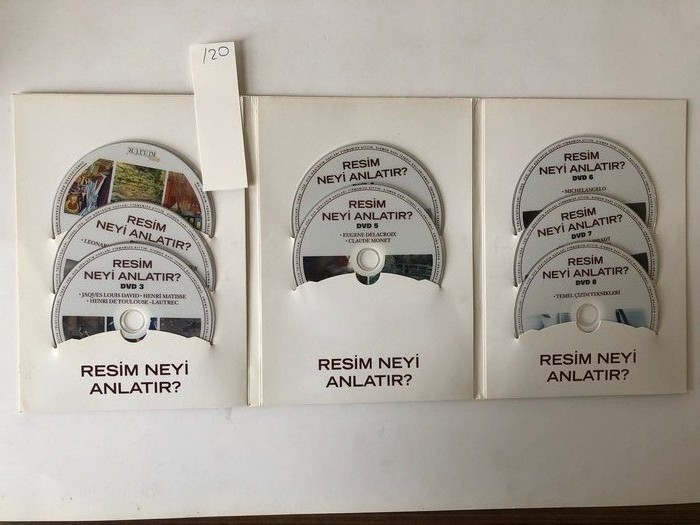 120
RESİM
NEYİ ANLATIR?
RESİM
NEYİ ANLATIR?
DVD 3
• JAQUES LOUIS DAVID • HENRİ MATISSE
• HENRI DE TOULOUSE - LAUTREC
RESİM NEYİ
ANLATIR?
RESİM
NEYİ ANLATIR?
RESİM
NEYİ ANLATIR?
DVD 5
• EUGENE DELACROIX
• CLAUDE MONET
RESİM NEYİ
ANLATIR?
RESİM
NEYİ ANLATIR?
DVD 6
• MICHELANGELO
RESİM
NEYİ ANLATIR?
DVD 7
RESİM
NEYİ ANLATIR?
DVD 8
• TEMEL ÇİZİM TEKNİKLERİ
RESİM NEYİ
ANLATIR?